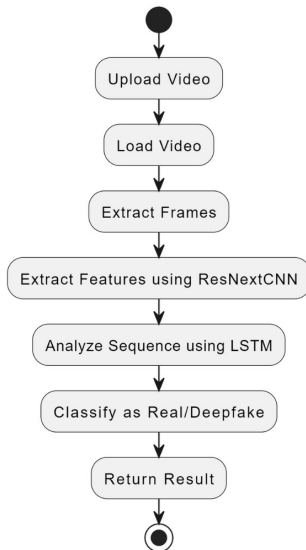 Upload Video
Load Video
Extract Frames
Extract Features using ResNextCNN
Analyze Sequence using LSTM
Classify as Real/Deepfake
Return Result